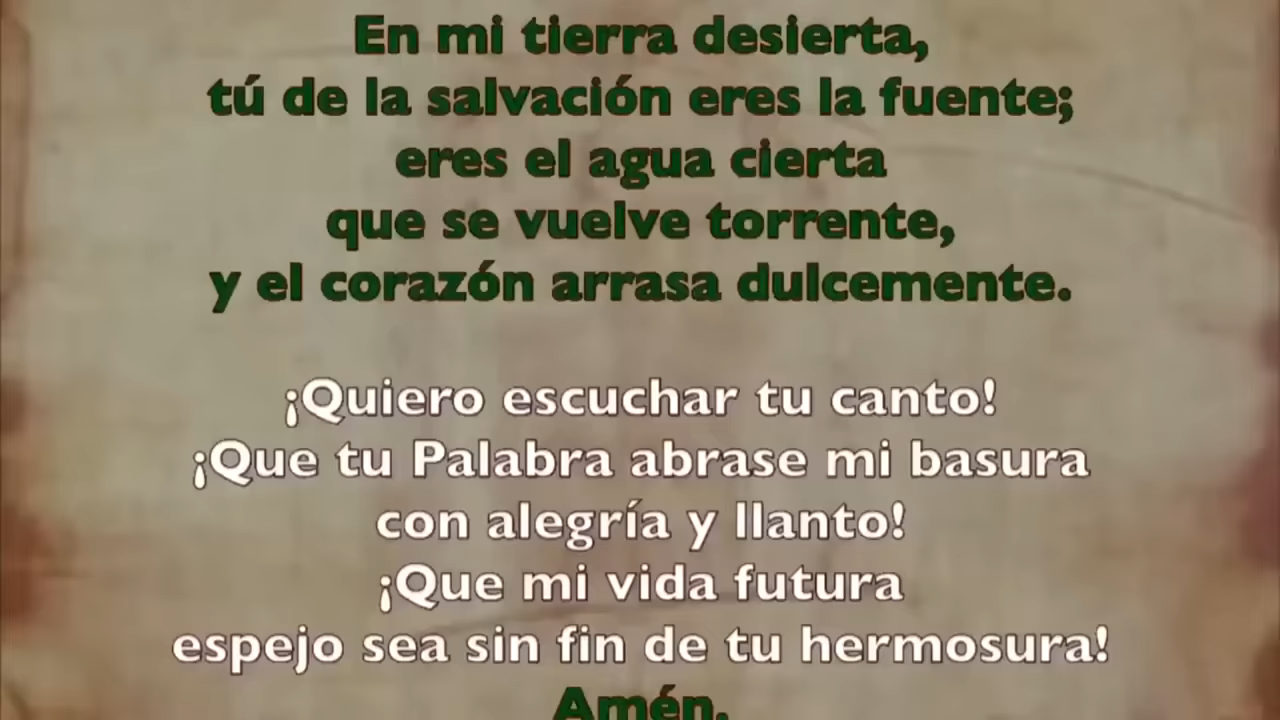 En mi tierra desierta,
tú de la salvación eres la fuente;
eres el agua cierta
que se vuelve torrente,
y el corazón arrasa dulcemente.
¡Quiero escuchar tu canto!
¡Que tu Palabra abrase mi basura
con alegría y llanto!
¡Que mi vida futura
espejo sea sin fin de tu hermosura!
Amén.